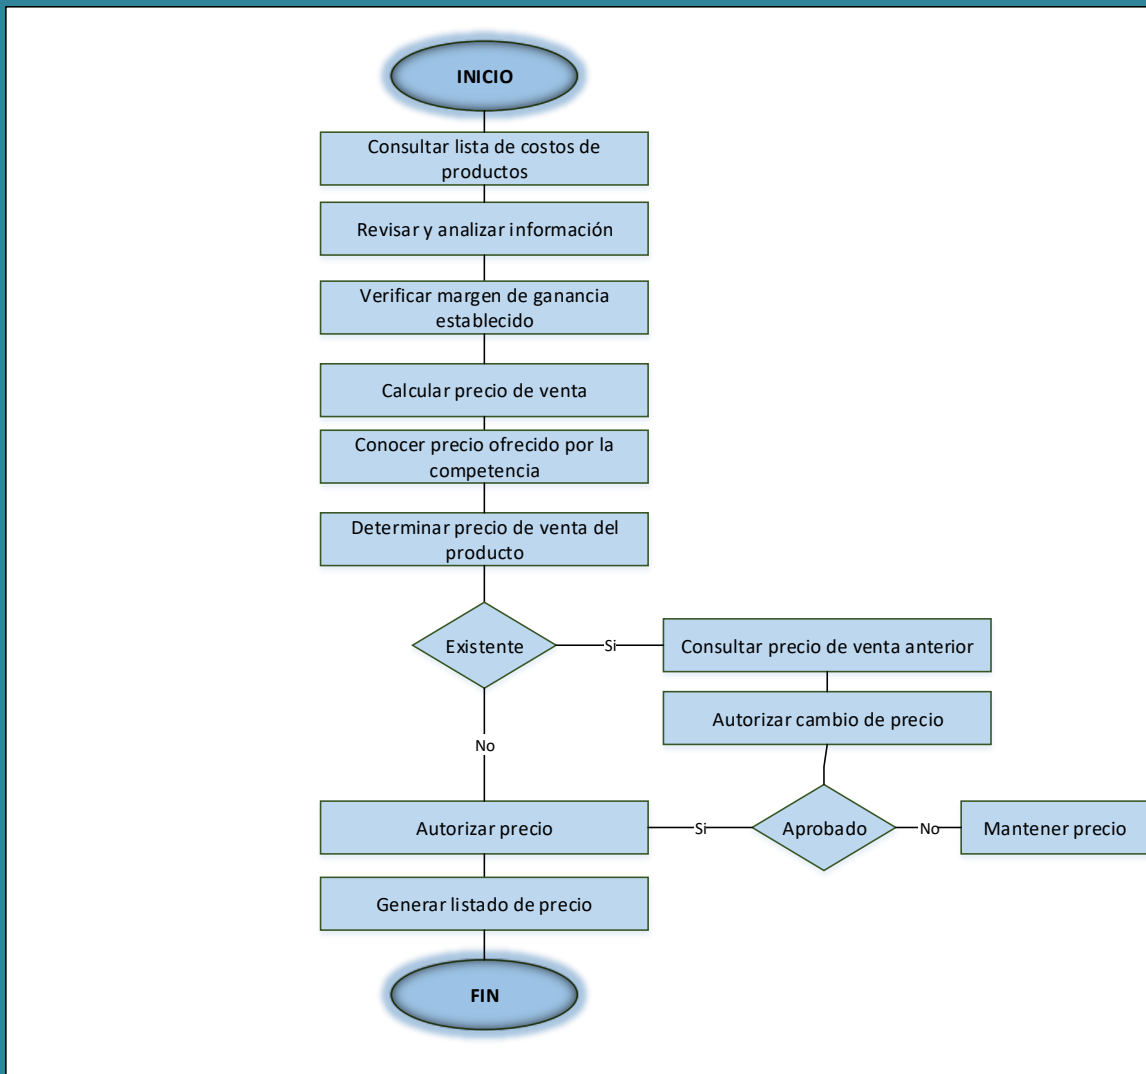 INICIO
Consultar lista de costos de
productos
Revisar y analizar información
Verificar margen de ganancia
establecido
Calcular precio de venta
Conocer precio ofrecido por la
competencia
Determinar precio de venta del
producto
Existente
Si
Consultar precio de venta anterior
Autorizar cambio de precio
No
Autorizar precio
Si
Aprobado
No
Mantener precio
Generar listado de precio
FIN